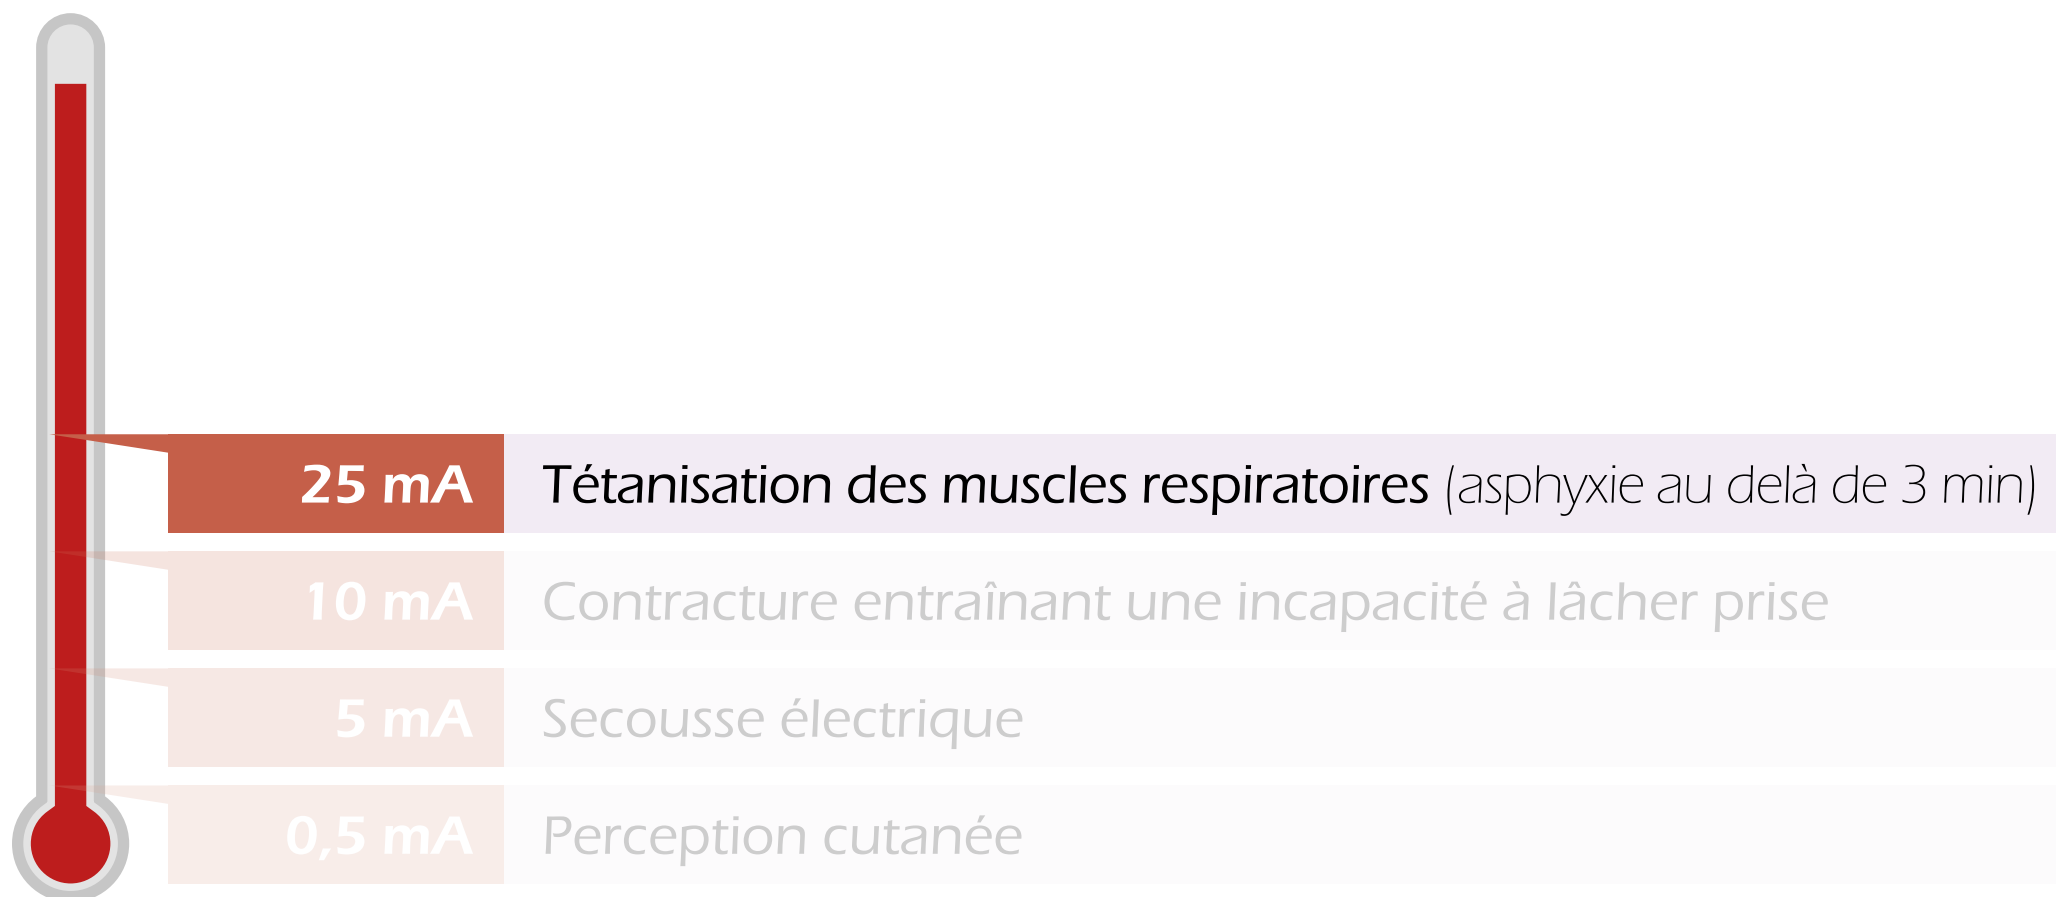 25 mA Tétanisation des muscles respiratoires (asphyxie au delà de 3 min)
10 mA Contracture entraînant une incapacité à lâcher prise
5 mA Secousse électrique
0,5 mA Perception cutanée